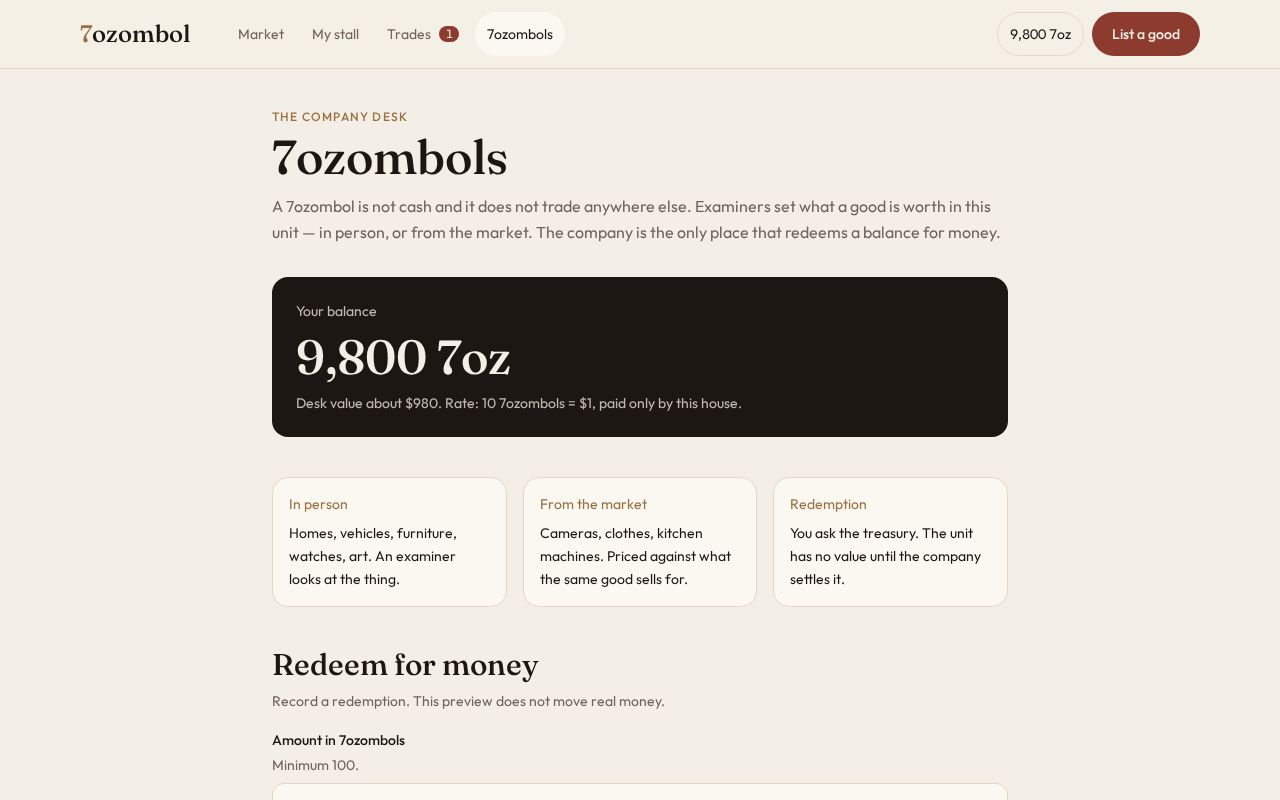 7ozombol
Market
My stall
Trades 1
7ozombols
9,800 7oz
List a good
THE COMPANY DESK
7ozombols
A 7ozombol is not cash and it does not trade anywhere else. Examiners set what a good is worth in this
unit — in person, or from the market. The company is the only place that redeems a balance for money.
Your balance
9,800 7oz
Desk value about $980. Rate: 10 7ozombols = $1, paid only by this house.
In person
Homes, vehicles, furniture,
watches, art. An examiner
looks at the thing.
From the market
Cameras, clothes, kitchen
machines. Priced against what
the same good sells for.
Redemption
You ask the treasury. The unit
has no value until the company
settles it.
Redeem for money
Record a redemption. This preview does not move real money.
Amount in 7ozombols
Minimum 100.